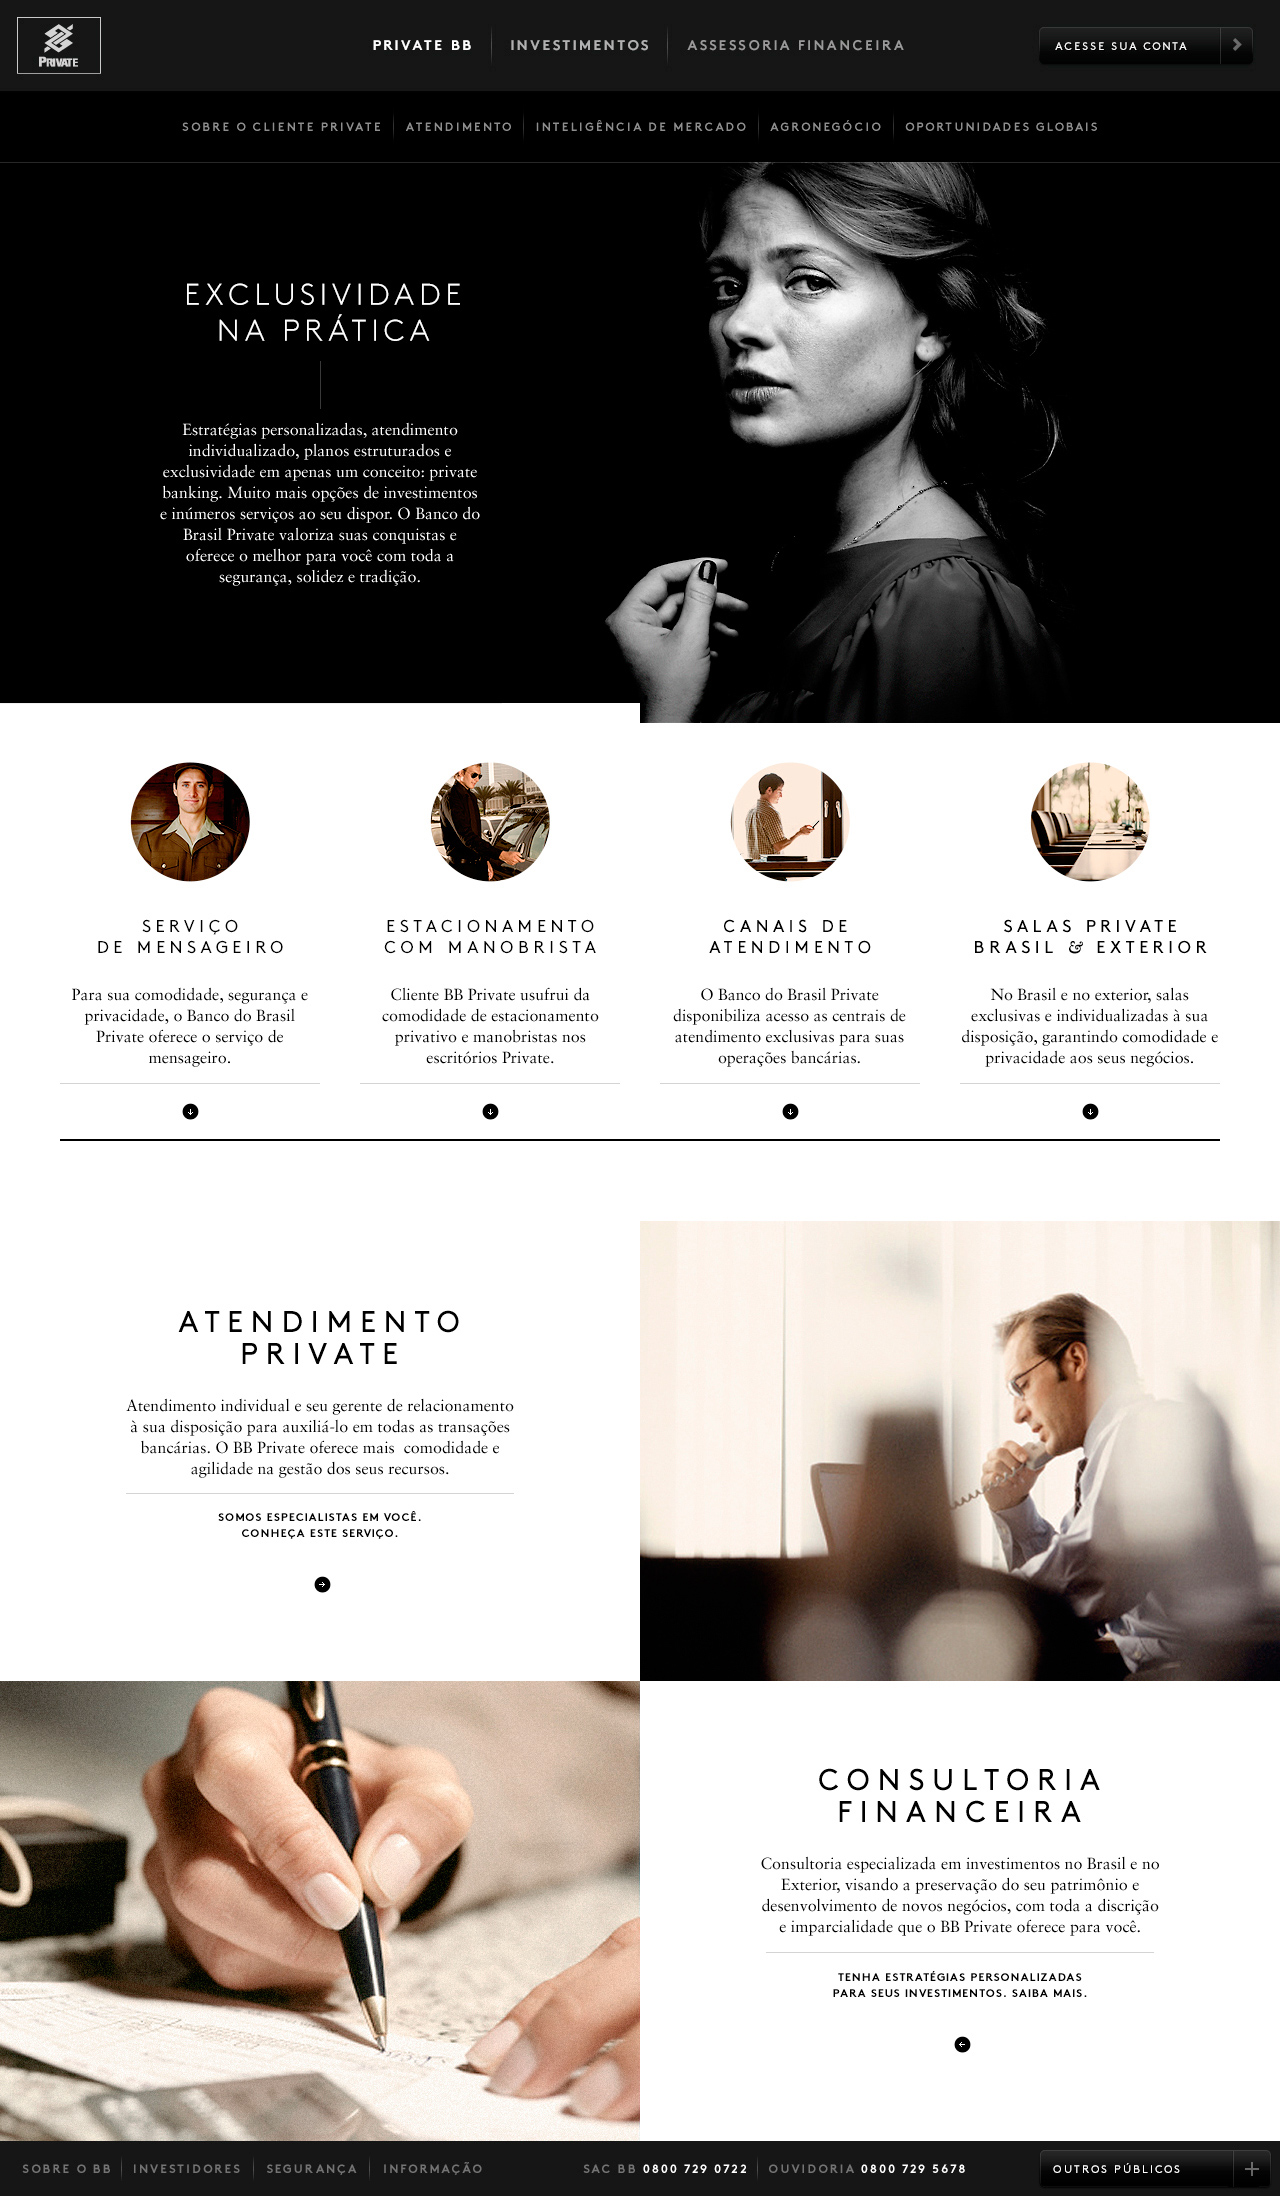 PRIVATE
PRIVATE BB
INVESTIMENTOS
ASSESSORIA FINANCEIRA
ACESSE SUA CONTA
SOBRE O CLIENTE PRIVATE
ATENDIMENTO
INTELIGÊNCIA DE MERCADO
AGRONEGÓCIO
OPORTUNIDADES GLOBAIS
EXCLUSIVIDADE
NA PRÁTICA
Estratégias personalizadas, atendimento
individualizado, planos estruturados e
exclusividade em apenas um conceito: private
banking. Muito mais opções de investimentos
e inúmeros serviços ao seu dispor. O Banco do
Brasil Private valoriza suas conquistas e
oferece o melhor para você com toda a
segurança, solidez e tradição.
SERVIÇO
DE MENSAGEIRO
Para sua comodidade, segurança e
privacidade, o Banco do Brasil
Private oferece o serviço de
mensageiro.
ESTACIONAMENTO
COM MANOBRISTA
Cliente BB Private usufrui da
comodidade de estacionamento
privativo e manobristas nos
escritórios Private.
CANAIS DE
ATENDIMENTO
O Banco do Brasil Private
disponibiliza acesso as centrais de
atendimento exclusivas para suas
operações bancárias.
SALAS PRIVATE
BRASIL & EXTERIOR
No Brasil e no exterior, salas
exclusivas e individualizadas à sua
disposição, garantindo comodidade e
privacidade aos seus negócios.
ATENDIMENTO
PRIVATE
Atendimento individual e seu gerente de relacionamento
à sua disposição para auxiliá-lo em todas as transações
bancárias. O BB Private oferece mais comodidade e
agilidade na gestão dos seus recursos.
SOMOS ESPECIALISTAS EM VOCÊ.
CONHEÇA ESTE SERVIÇO.
CONSULTORIA
FINANCEIRA
Consultoria especializada em investimentos no Brasil e no
Exterior, visando a preservação do seu patrimônio e
desenvolvimento de novos negócios, com toda a discrição
e imparcialidade que o BB Private oferece para você.
TENHA ESTRATÉGIAS PERSONALIZADAS
PARA SEUS INVESTIMENTOS. SAIBA MAIS.
SOBRE O BB
INVESTIDORES
SEGURANÇA
INFORMAÇÃO
SAC BB 0800 729 0722
OUVIDORIA 0800 729 5678
OUTROS PÚBLICOS